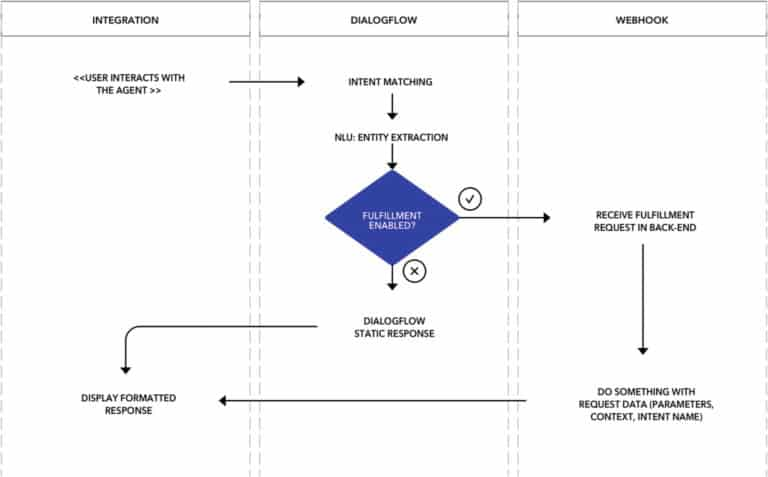 INTEGRATION
DIALOGFLOW
WEBHOOK
<<USER INTERACTS WITH
THE AGENT >>
INTENT MATCHING
NLU: ENTITY EXTRACTION
FULFILLMENT
ENABLED?
RECEIVE FULFILLMENT
REQUEST IN BACK-END
DIALOGFLOW
STATIC RESPONSE
DISPLAY FORMATTED
RESPONSE
DO SOMETHING WITH
REQUEST DATA (PARAMETERS,
CONTEXT, INTENT NAME)